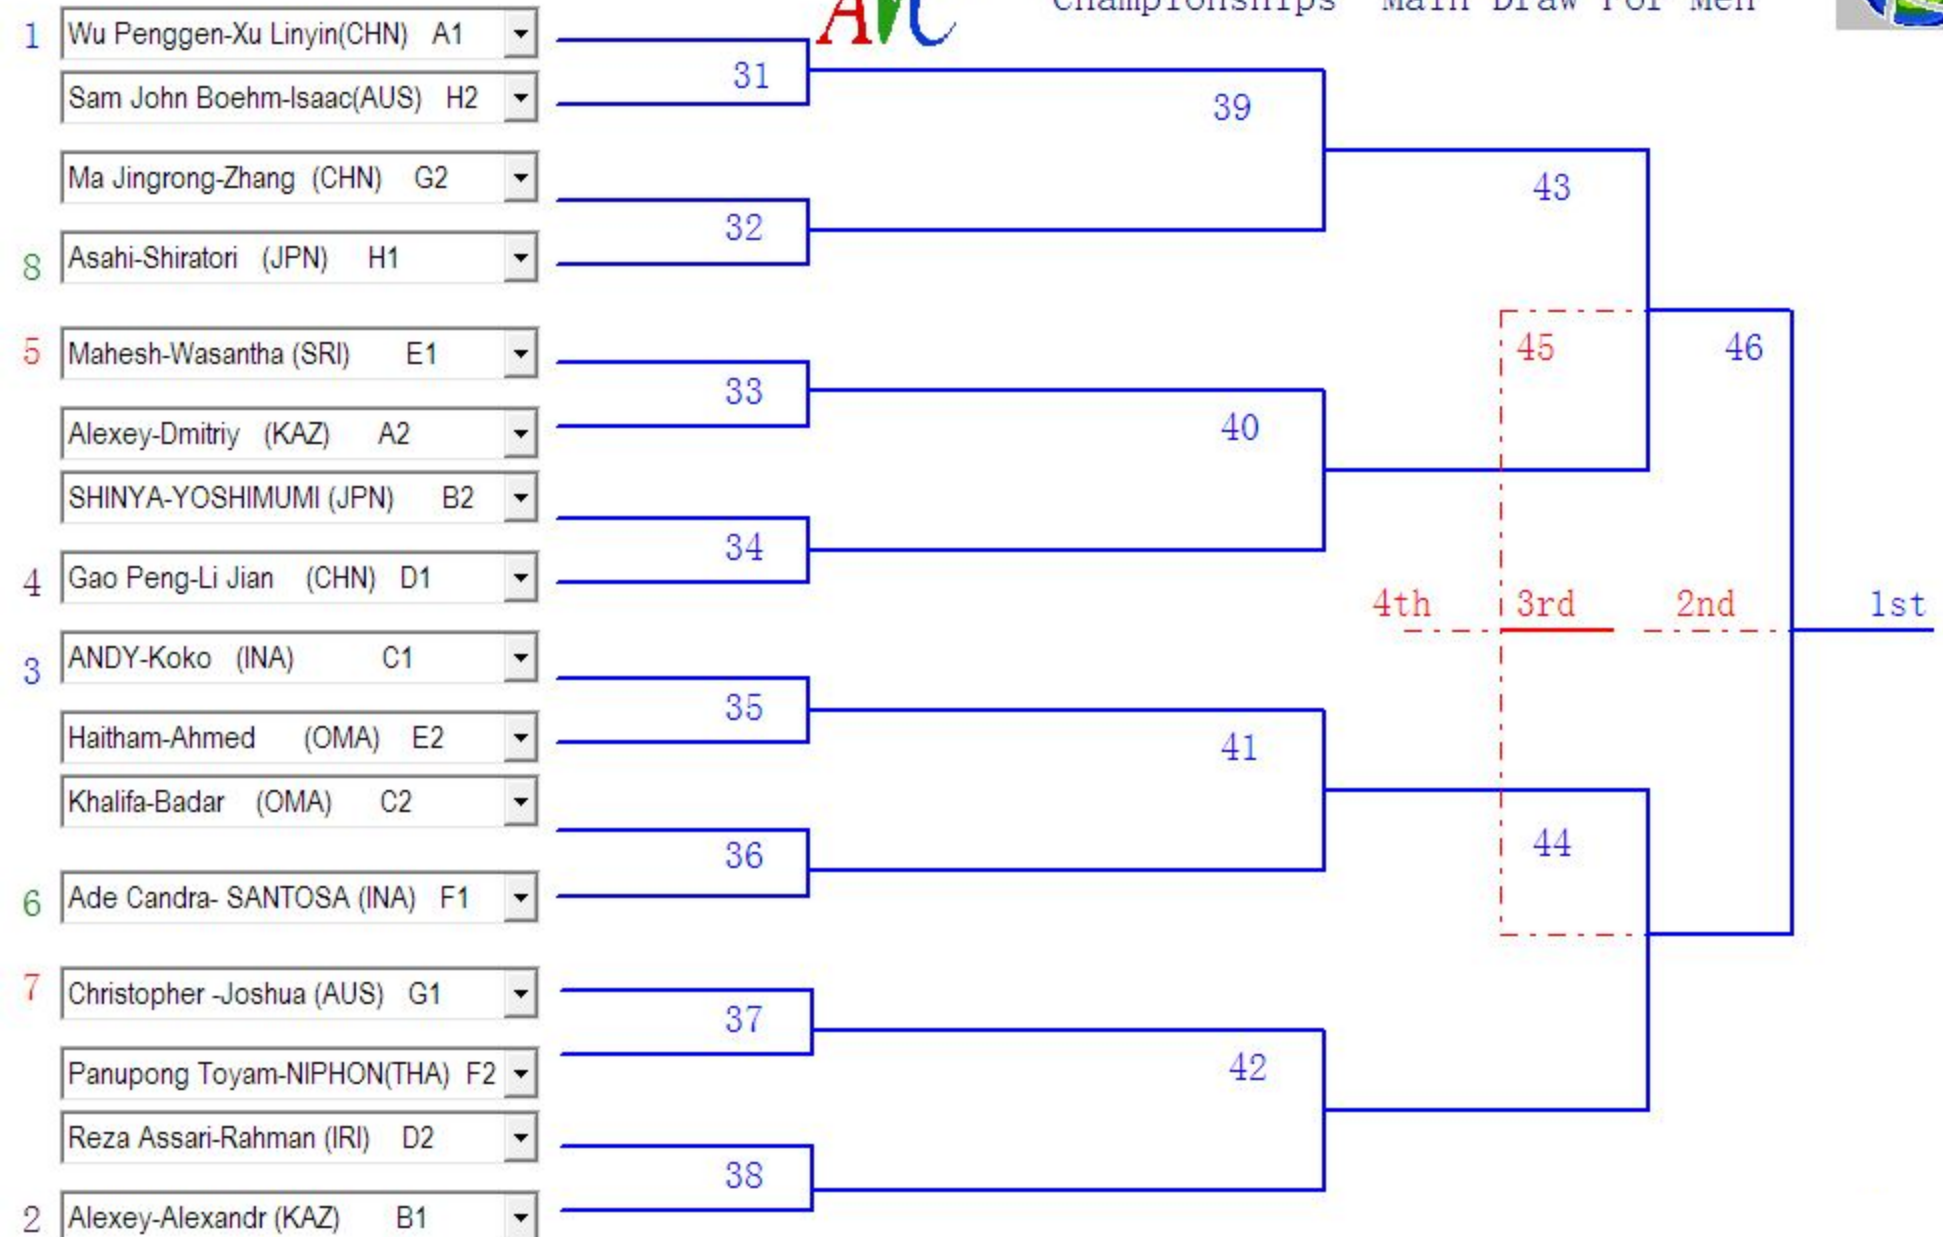 AVC Championships Main Draw For Men
1 Wu Penggen-Xu Linyin(CHN) A1
31
Sam John Boehm-Isaac(AUS) H2
39
Ma Jingrong-Zhang (CHN) G2
43
32
8 Asahi-Shiratori (JPN) H1
5 Mahesh-Wasantha (SRI) E1
45 46
33
Alexey-Dmitriy (KAZ) A2
40
SHINYA-YOSHIMUMI (JPN) B2
34
4 Gao Peng-Li Jian (CHN) D1
4th 3rd 2nd 1st
3 ANDY-Koko (INA) C1
35
Haitham-Ahmed (OMA) E2
41
Khalifa-Badar (OMA) C2
44
36
6 Ade Candra- SANTOSA (INA) F1
7 Christopher -Joshua (AUS) G1
37
Panupong Toyam-NIPHON(THA) F2
42
Reza Assari-Rahman (IRI) D2
38
2 Alexey-Alexandr (KAZ) B1